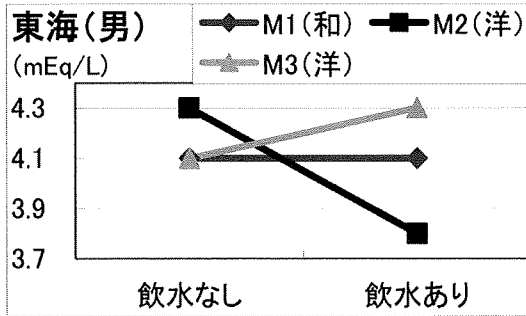 東海(男)
M1(和)
M2(洋)
M3(洋)
(mEq/L)
4.3
4.1
3.9
3.7
飲水なし
飲水あり